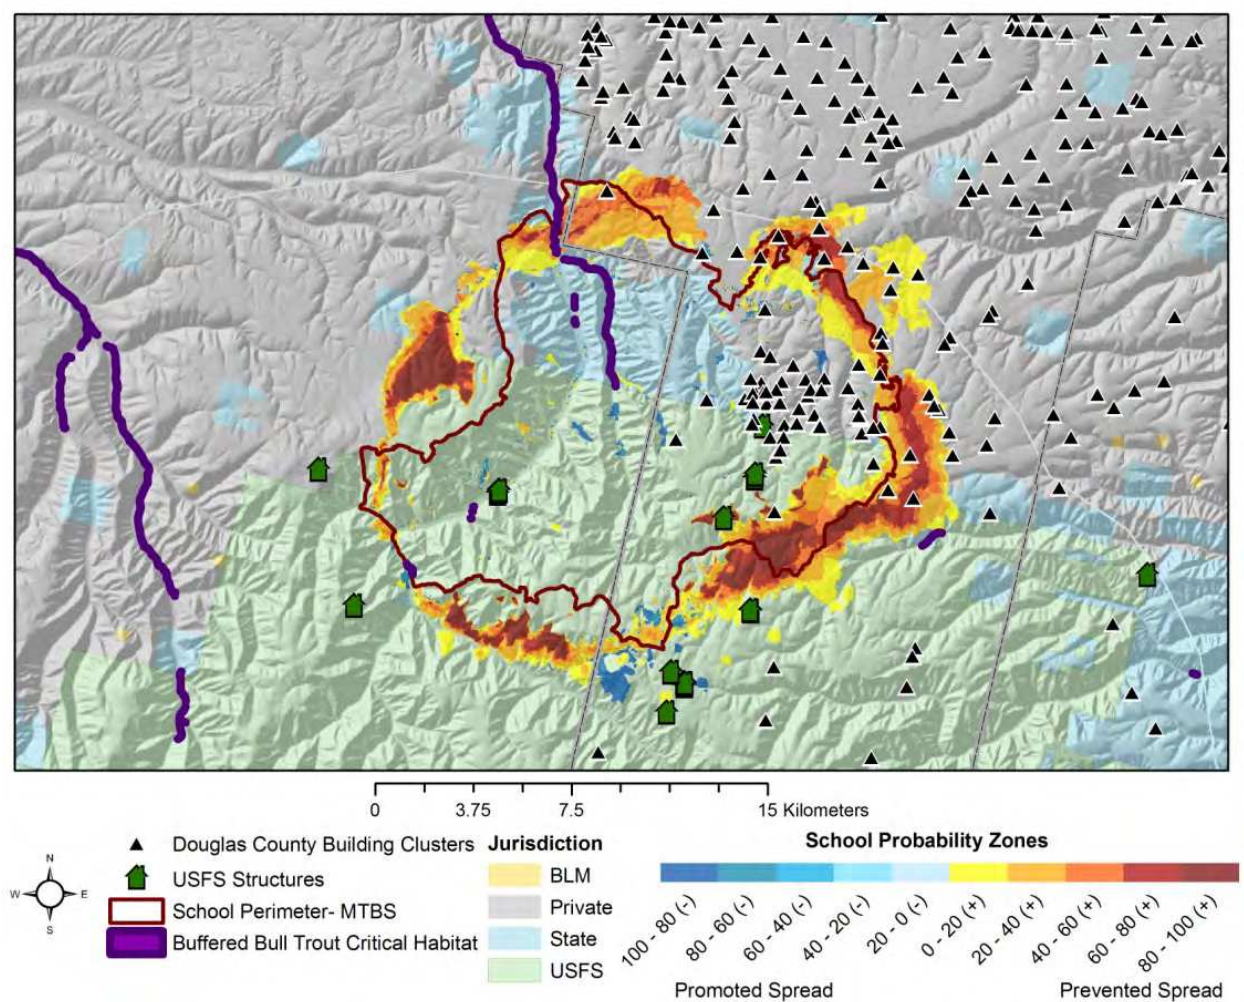 0 3.75 7.5 15 Kilometers
N
W E
S
Douglas County Building Clusters
USFS Structures
School Perimeter- MTBS
Buffered Bull Trout Critical Habitat
Jurisdiction
BLM
Private
State
USFS
School Probability Zones
100 - 80 (-)
80 - 60 (-)
60 - 40 (-)
40 - 20 (-)
20 - 0 (-)
0 - 20 (+)
20 - 40 (+)
40 - 60 (+)
60 - 80 (+)
80 - 100 (+)
Promoted Spread Prevented Spread